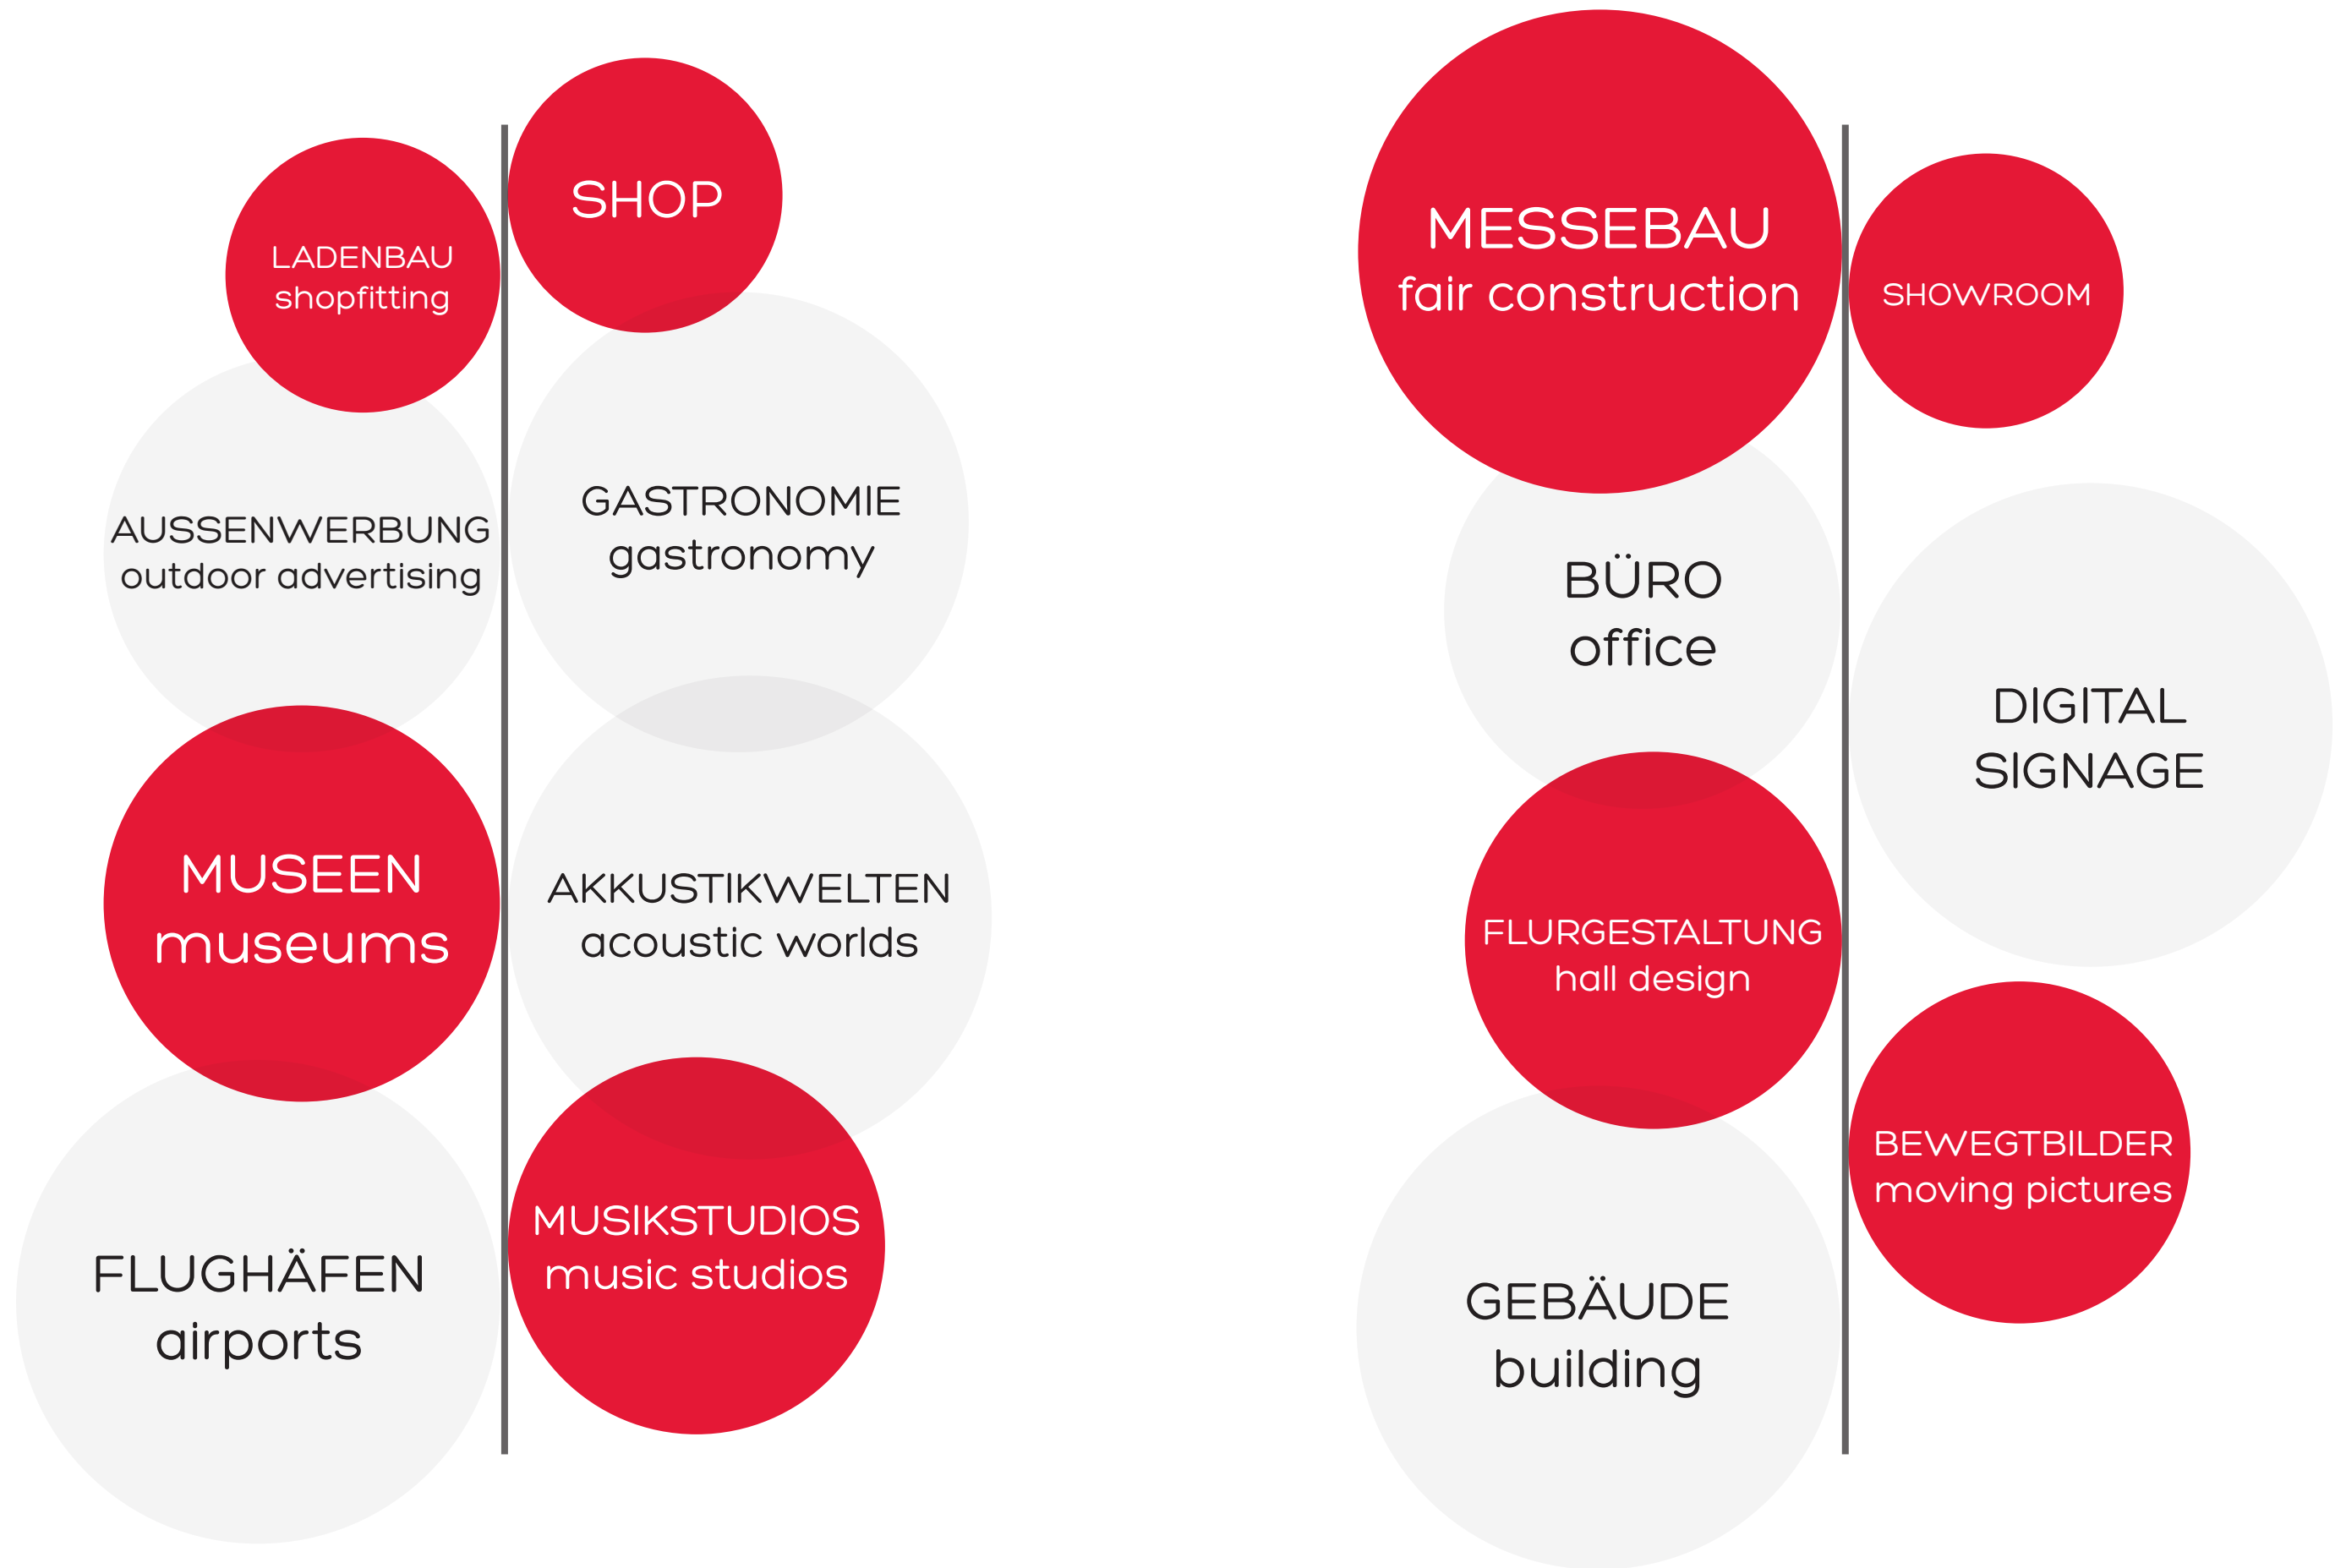 SHOP
LADENBAU
shopfitting
GASTRONOMIE
gastronomy
AUSSENWERBUNG
outdoor advertising
MUSEEN
museums
AKKUSTIKWELTEN
acoustic worlds
MUSIKSTUDIOS
music studios
FLUGHÄFEN
airports
MESSEBAU
fair construction
SHOWROOM
BÜRO
office
DIGITAL
SIGNAGE
FLURGESTALTUNG
hall design
BEWEGTBILDER
moving pictures
GEBÄUDE
building